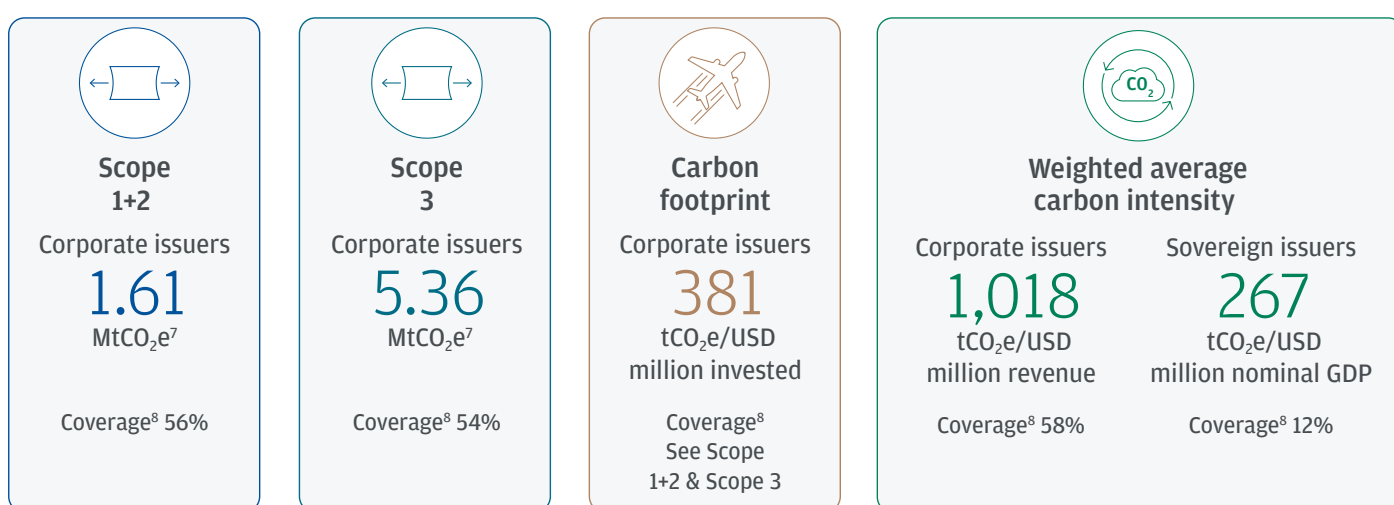 Scope
1+2
Corporate issuers
1.61
MtCO₂e⁷
Coverage⁸ 56%
Scope
3
Corporate issuers
5.36
MtCO₂e⁷
Coverage⁸ 54%
Carbon
footprint
Corporate issuers
381
tCO₂e/USD
million invested
Coverage⁸
See Scope
1+2 & Scope 3
CO₂
Weighted average
carbon intensity
Corporate issuers
1,018
tCO₂e/USD
million revenue
Coverage⁸ 58%
Sovereign issuers
267
tCO₂e/USD
million nominal GDP
Coverage⁸ 12%